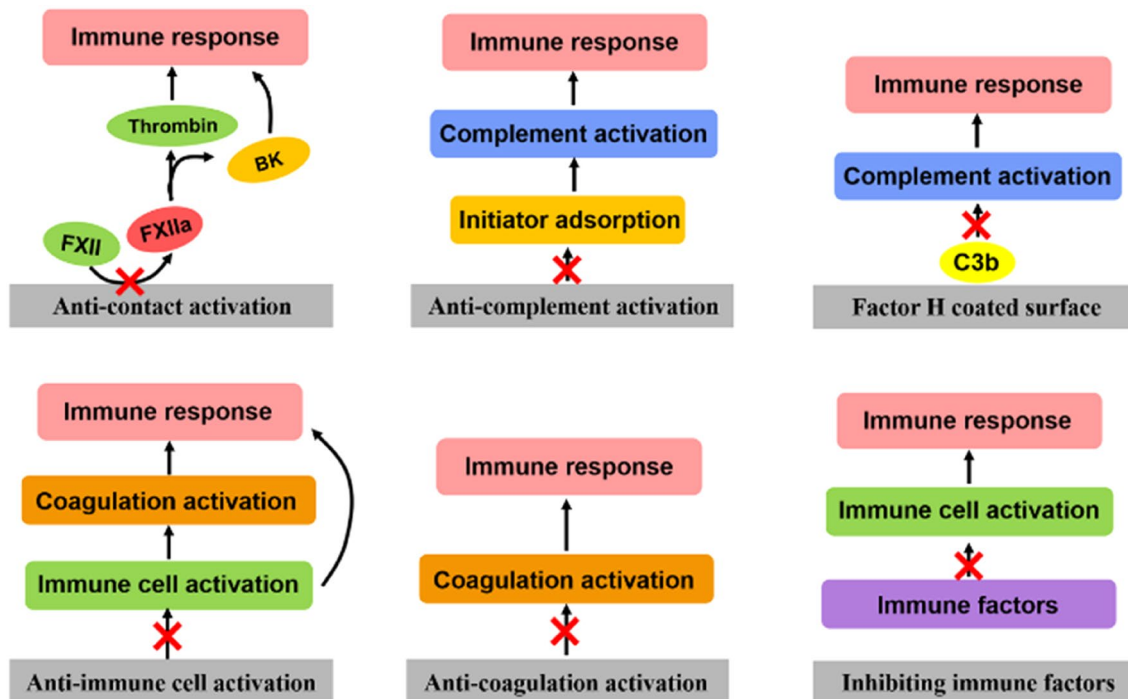 Immune response
Thrombin
BK
FXII
FXIIa
Anti-contact activation
Immune response
Complement activation
Initiator adsorption
Anti-complement activation
Immune response
Complement activation
C3b
Factor H coated surface
Immune response
Coagulation activation
Immune cell activation
Anti-immune cell activation
Immune response
Coagulation activation
Anti-coagulation activation
Immune response
Immune cell activation
Immune factors
Inhibiting immune factors